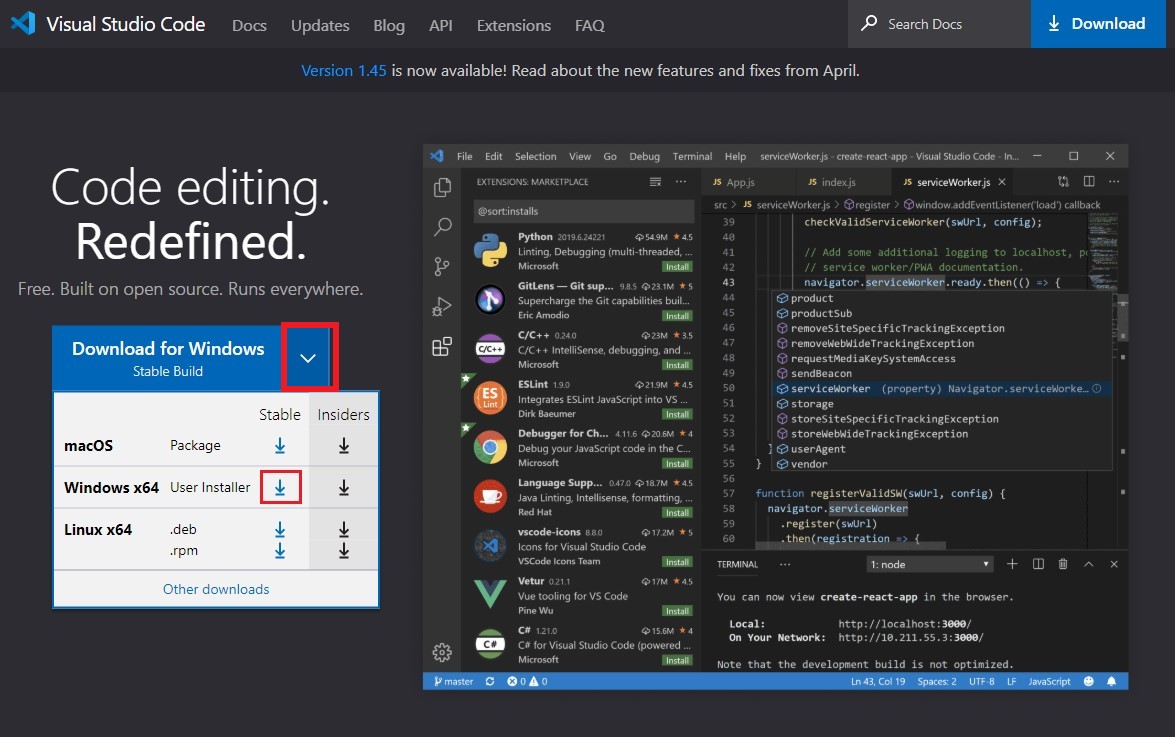 Visual Studio Code Docs Updates Blog API Extensions FAQ Search Docs Download
Version 1.45 is now available! Read about the new features and fixes from April.
Code editing.
Redefined.
Free. Built on open source. Runs everywhere.
Download for Windows
Stable Build
Stable Insiders
macOS Package
Windows x64 User Installer
Linux x64 .deb
.rpm
Other downloads
File Edit Selection View Go Debug Terminal Help serviceWorker.js - create-react-app - Visual Studio Code - In...
EXTENSIONS: MARKETPLACE
@sort:installs
Python 2019.6.24221 54.9M 4.5
Linting, Debugging (multi-threaded, ...
Microsoft Install
GitLens — Git sup... 9.8.5 23.1M 5
Supercharge the Git capabilities buil...
Eric Amodio Install
C/C++ 0.24.0 23M 3.5
C/C++ IntelliSense, debugging, and ...
Microsoft Install
ESLint 1.9.0 21.9M 4.5
Integrates ESLint JavaScript into VS ...
Dirk Baeumer Install
Debugger for Ch... 4.11.6 20.6M 4
Debug your JavaScript code in the C...
Microsoft Install
Language Supp... 0.47.0 18.7M 4.5
Java Linting, Intellisense, formatting, ...
Red Hat Install
vscode-icons 8.8.0 17.2M 5
Icons for Visual Studio Code
VSCode Icons Team Install
Vetur 0.21.1 17M 4.5
Vue tooling for VS Code
Pine Wu Install
C# 1.21.0 15.6M 4
C# for Visual Studio Code (powered ...
Microsoft Install
C/C++
ES
Lint
C#
JS App.js JS index.js JS serviceWorker.js
src > JS serviceWorker.js > register > window.addEventListener('load') callback
39 checkValidServiceWorker(swUrl, config);
40
41 // Add some additional logging to localhost, p
42 // service worker/PWA documentation.
43 navigator.serviceWorker.ready.then(() => {
44 product
45 productSub
46 removeSiteSpecificTrackingException
47 removeWebWideTrackingException
48 requestMediaKeySystemAccess
49 sendBeacon
50 serviceWorker (property) Navigator.serviceWorke...
51 storage
52 storeSiteSpecificTrackingException
53 storeWebWideTrackingException
54 } userAgent
55 } vendor
56
57 function registerValidSW(swUrl, config) {
58 navigator.serviceWorker
59 .register(swUrl)
60 .then(registration => {
TERMINAL ... 1: node
You can now view create-react-app in the browser.
Local: http://localhost:3000/
On Your Network: http://10.211.55.3:3000/
Note that the development build is not optimized.
master 0 0 Ln 43, Col 19 Spaces: 2 UTF-8 LF JavaScript